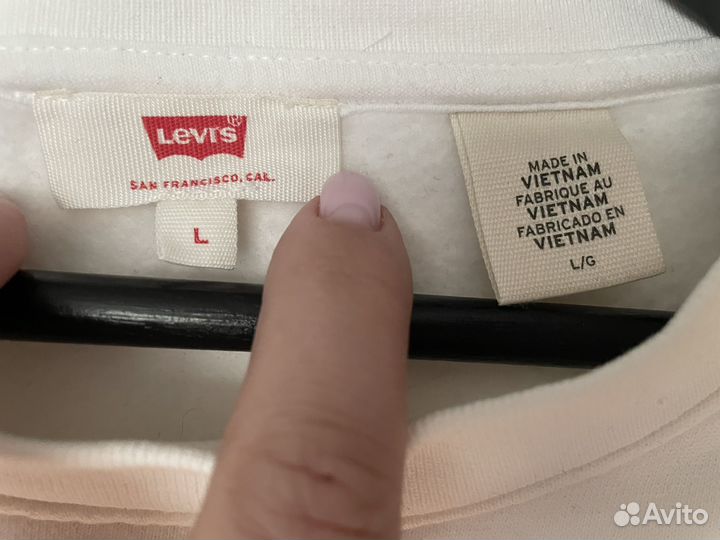 Levi's®
SAN FRANCISCO, CAL.
L
MADE IN
VIETNAM
FABRIQUE AU
VIETNAM
FABRICADO EN
VIETNAM
L/G
Avito